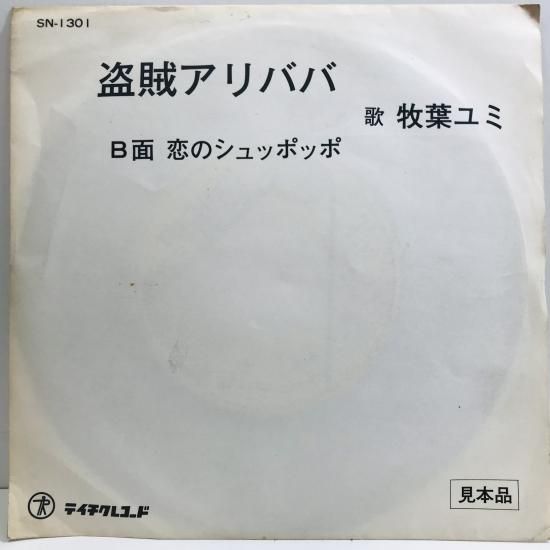 SN-1301
盗賊アリババ
歌 牧葉ユミ
B面 恋のシュッポッポ
テイチクレコード
見本品